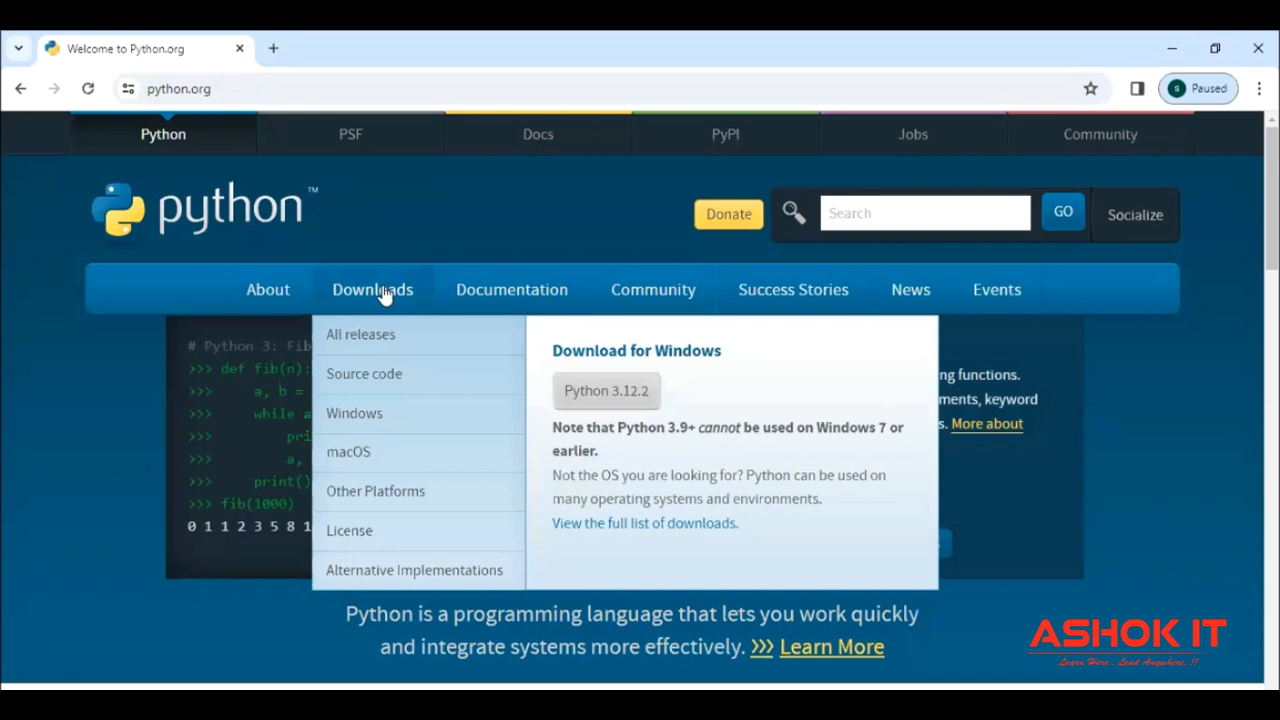 Welcome to Python.org
python.org
Paused
Python PSF Docs PyPI Jobs Community
python™
Donate
Search
GO
Socialize
About Downloads Documentation Community Success Stories News Events
All releases
Source code
Windows
macOS
Other Platforms
License
Alternative Implementations
Download for Windows
Python 3.12.2
Note that Python 3.9+ cannot be used on Windows 7 or
earlier.
Not the OS you are looking for? Python can be used on
many operating systems and environments.
View the full list of downloads.
# Python 3: Fib
>>> def fib(n):
>>> a, b =
>>> while a
>>> pri
>>> a,
>>> print()
>>> fib(1000)
0 1 1 2 3 5 8 1
ng functions.
ments, keyword
s. More about
Python is a programming language that lets you work quickly
and integrate systems more effectively. >>> Learn More
ASHOK IT
Learn Here.. Lead Anywhere..!!